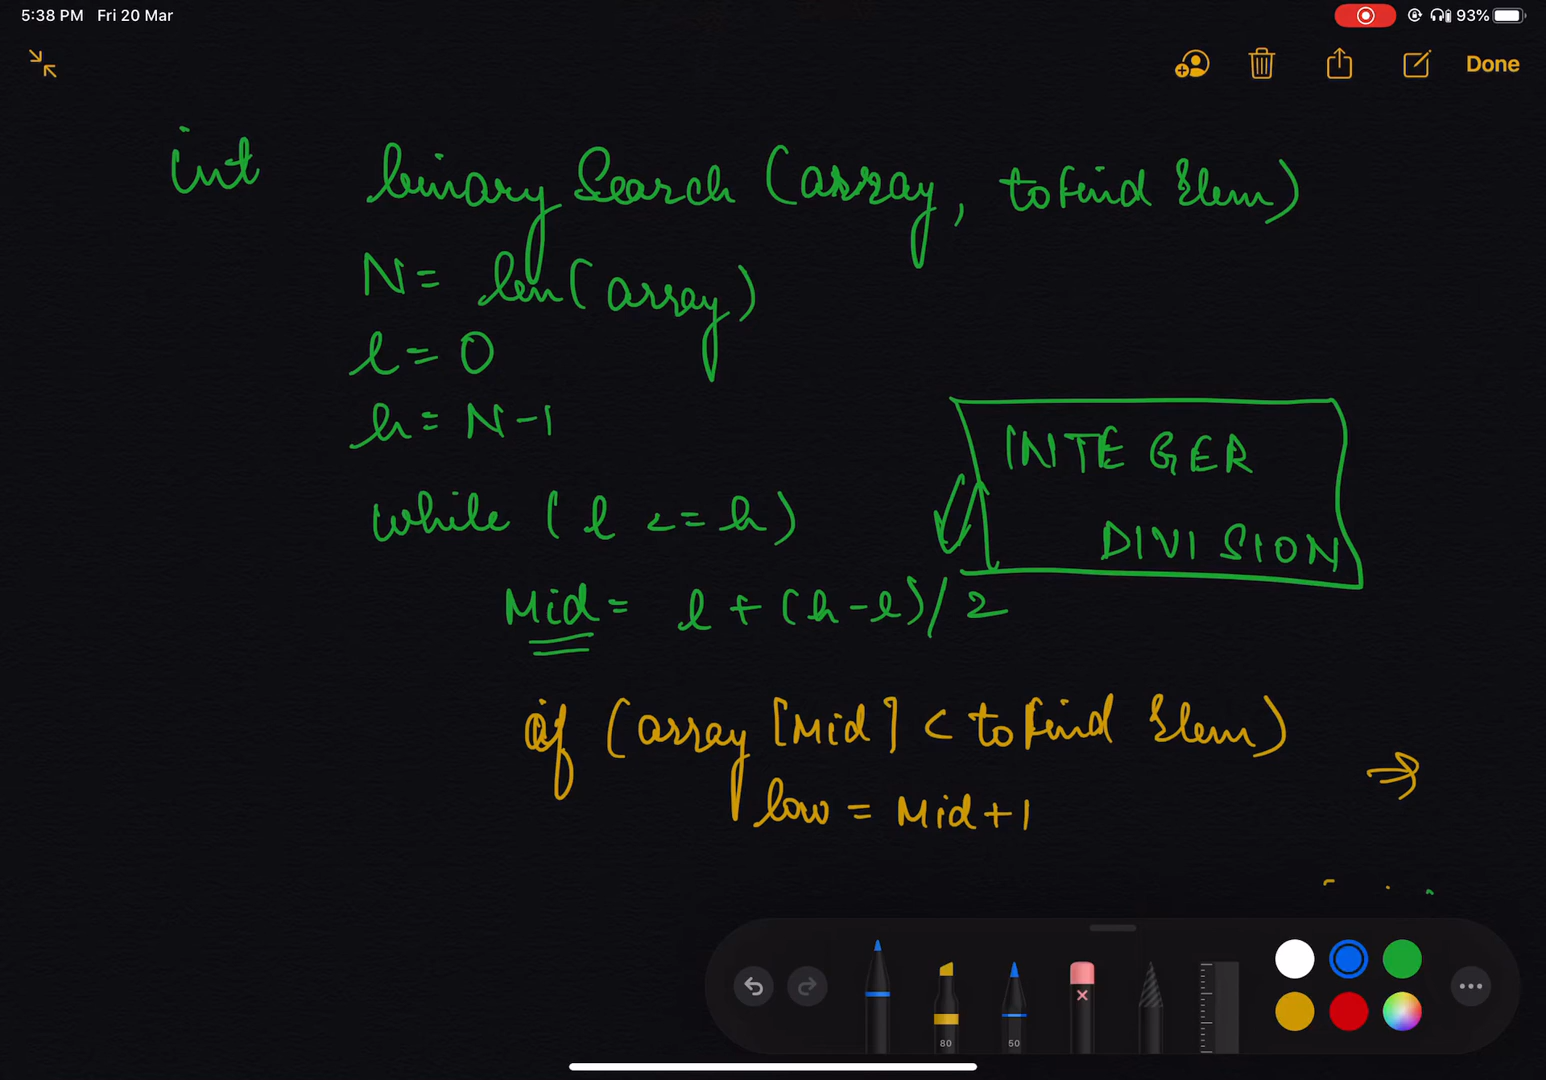 5:38 PM Fri 20 Mar 93%
Done
int binary Search (array, toFind Elem)
N= len(array)
l= 0
h= N-1
INTEGER
DIVISION
while (l <= h)
Mid= l + (h-l)/2
if (array [Mid] < toFind Elem)
low = Mid+1
80 50